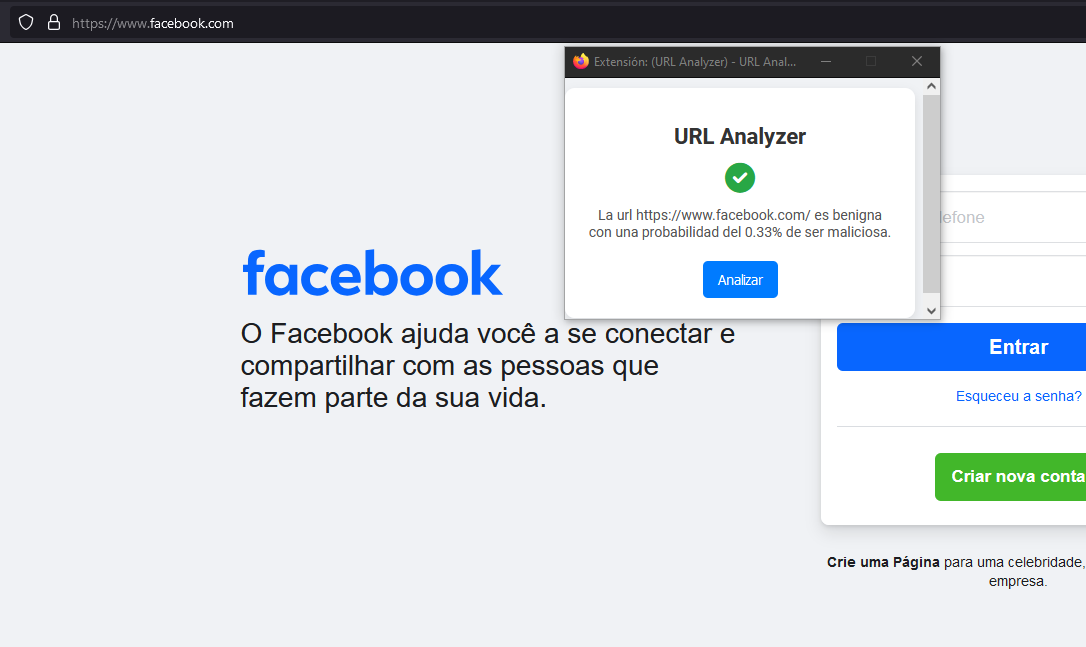 https://www.facebook.com
Extensión: (URL Analyzer) - URL Anal...
URL Analyzer
La url https://www.facebook.com/ es benigna
con una probabilidad del 0.33% de ser maliciosa.
Analizar
facebook
O Facebook ajuda você a se conectar e
compartilhar com as pessoas que
fazem parte da sua vida.
lefone
Entrar
Esqueceu a senha?
Criar nova conta
Crie uma Página para uma celebridade,
empresa.